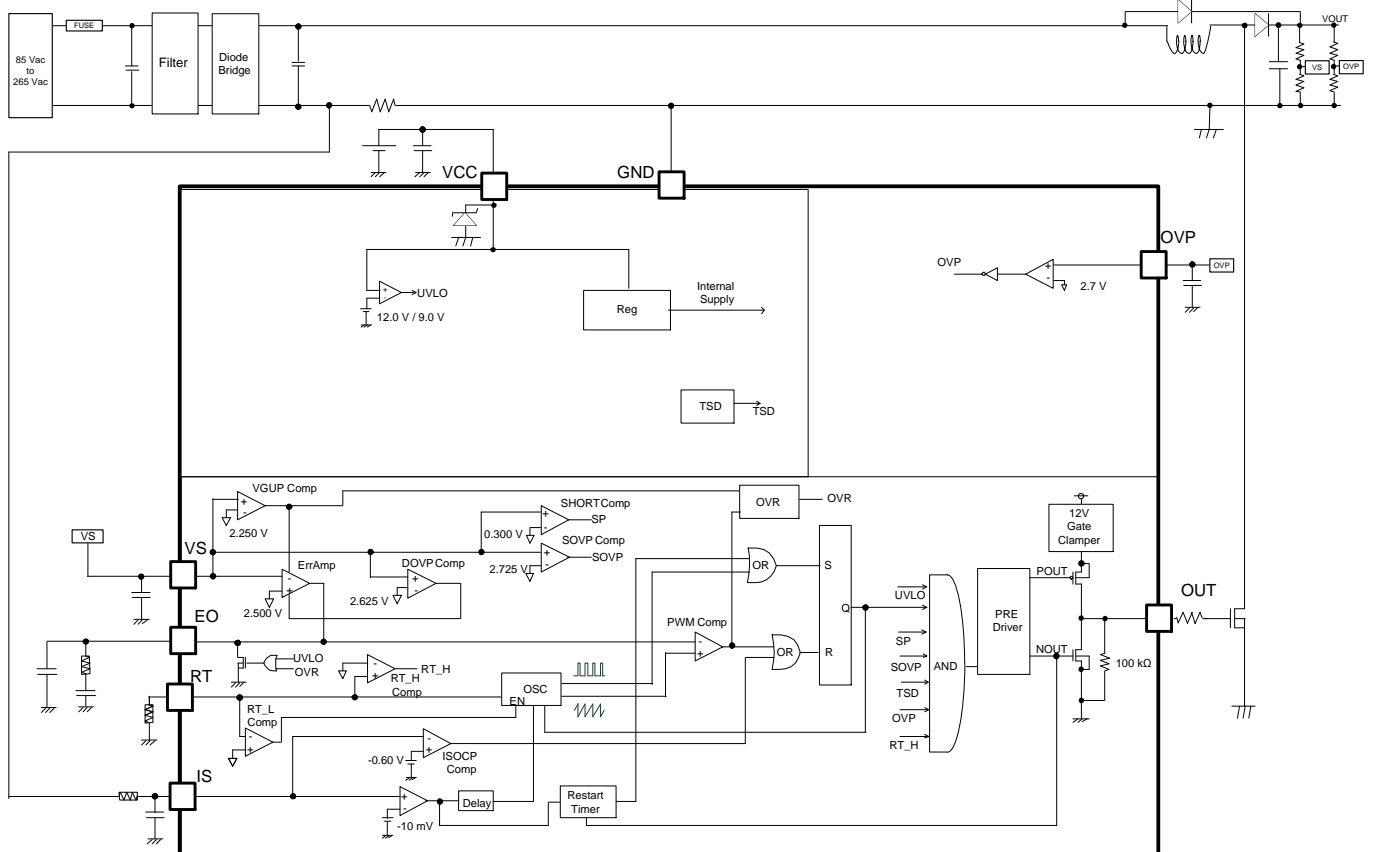 FUSE
85 Vac
to
265 Vac
Filter
Diode
Bridge
VOUT
VS
OVP
VCC
GND
OVP
OVP
OVP
2.7 V
UVLO
12.0 V / 9.0 V
Reg
Internal
Supply
TSD
TSD
VGUP Comp
2.250 V
SHORT Comp
SP
0.300 V
SOVP Comp
SOVP
2.725 V
OVR
OVR
12V
Gate
Clamper
VS
VS
ErrAmp
2.500 V
DOVP Comp
2.625 V
OR
S
Q
R
UVLO
SP
SOVP
TSD
OVP
RT_H
AND
PRE
Driver
POUT
NOUT
OUT
100 kΩ
EO
UVLO
OVR
PWM Comp
OR
RT
RT_H
RT_H
Comp
OSC
EN
RT_L
Comp
-0.60 V
ISOCP
Comp
IS
Delay
-10 mV
Restart
Timer